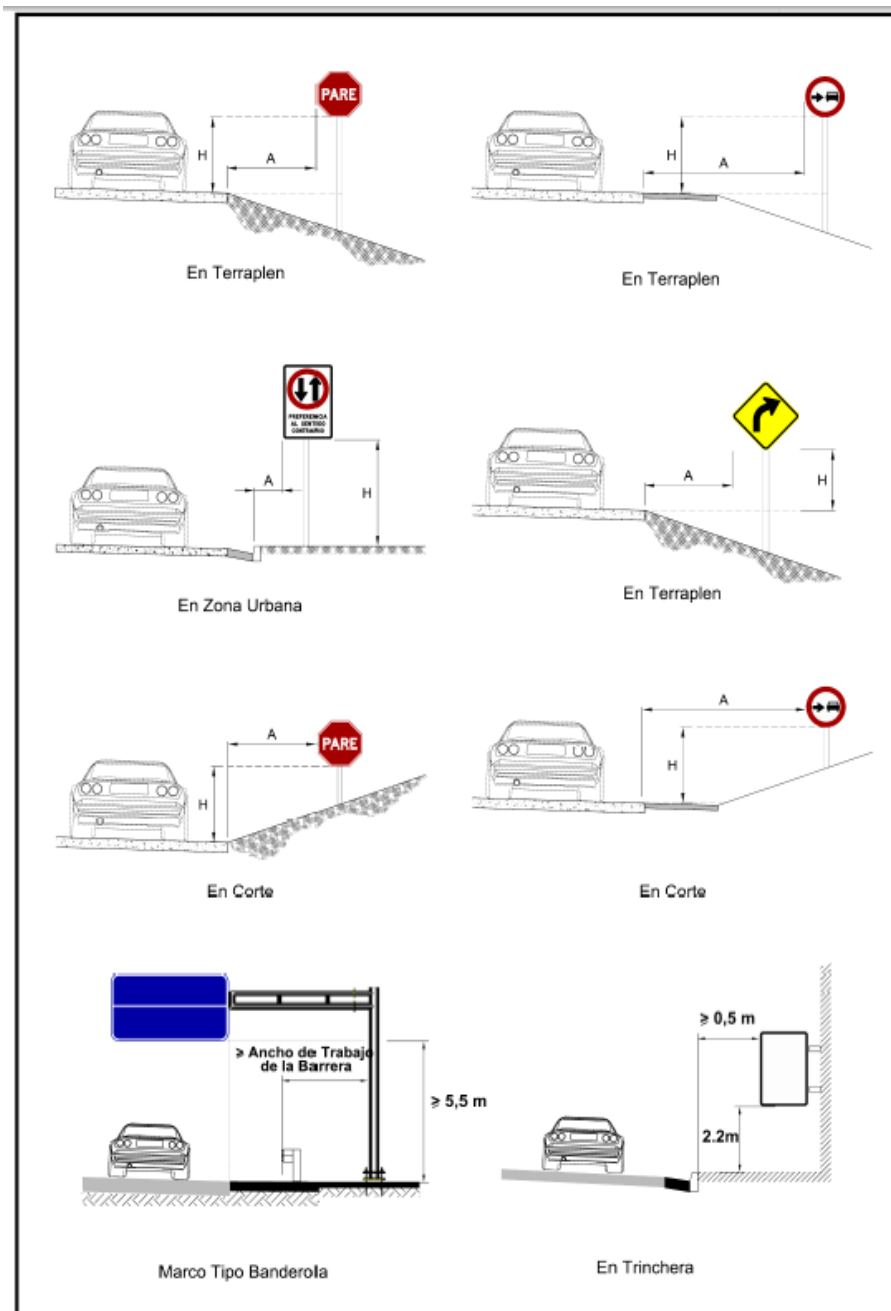 PARE
H
A
En Terraplen
H
A
En Terraplen
PREFERENCIA
AL SENTIDO
CONTRARIO
A
H
En Zona Urbana
A
H
En Terraplen
A
PARE
H
En Corte
A
H
En Corte
≥ Ancho de Trabajo
de la Barrera
≥ 5,5 m
Marco Tipo Banderolla
≥ 0,5 m
2.2m
En Trinchera